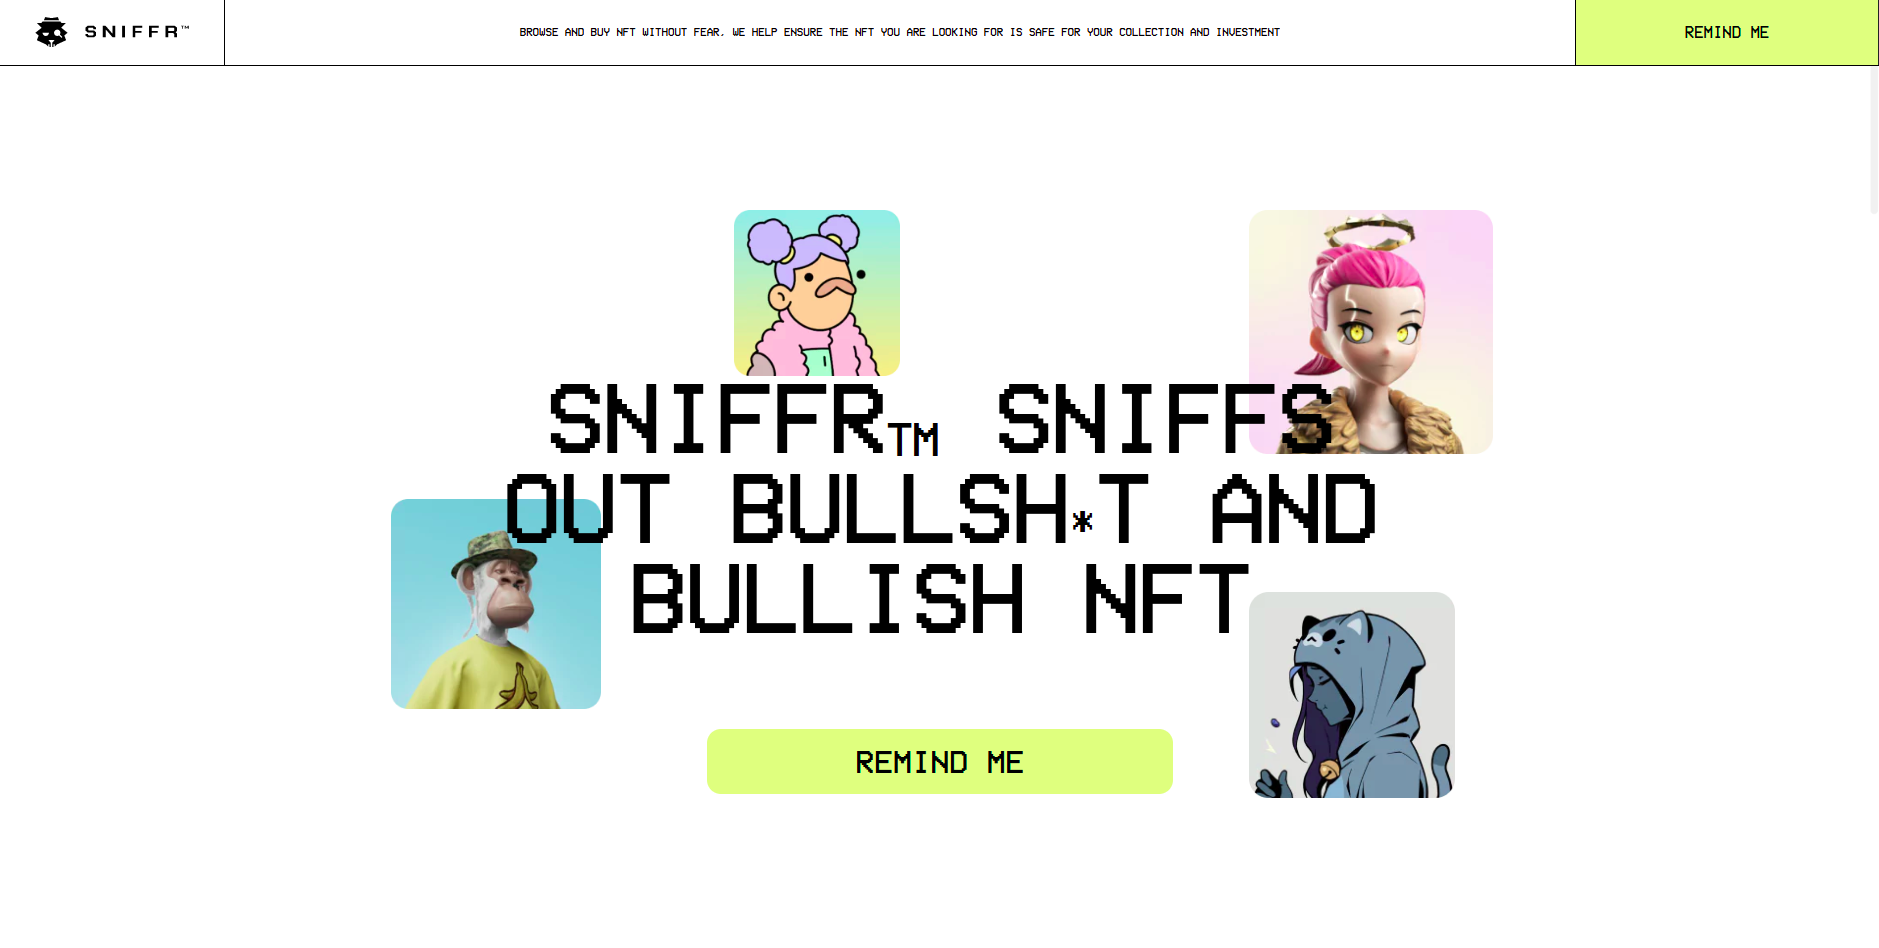 SNIFFR™
BROWSE AND BUY NFT WITHOUT FEAR, WE HELP ENSURE THE NFT YOU ARE LOOKING FOR IS SAFE FOR YOUR COLLECTION AND INVESTMENT
REMIND ME
SNIFFR™ SNIFFS
OUT BULLSH*T AND
BULLISH NFT
REMIND ME